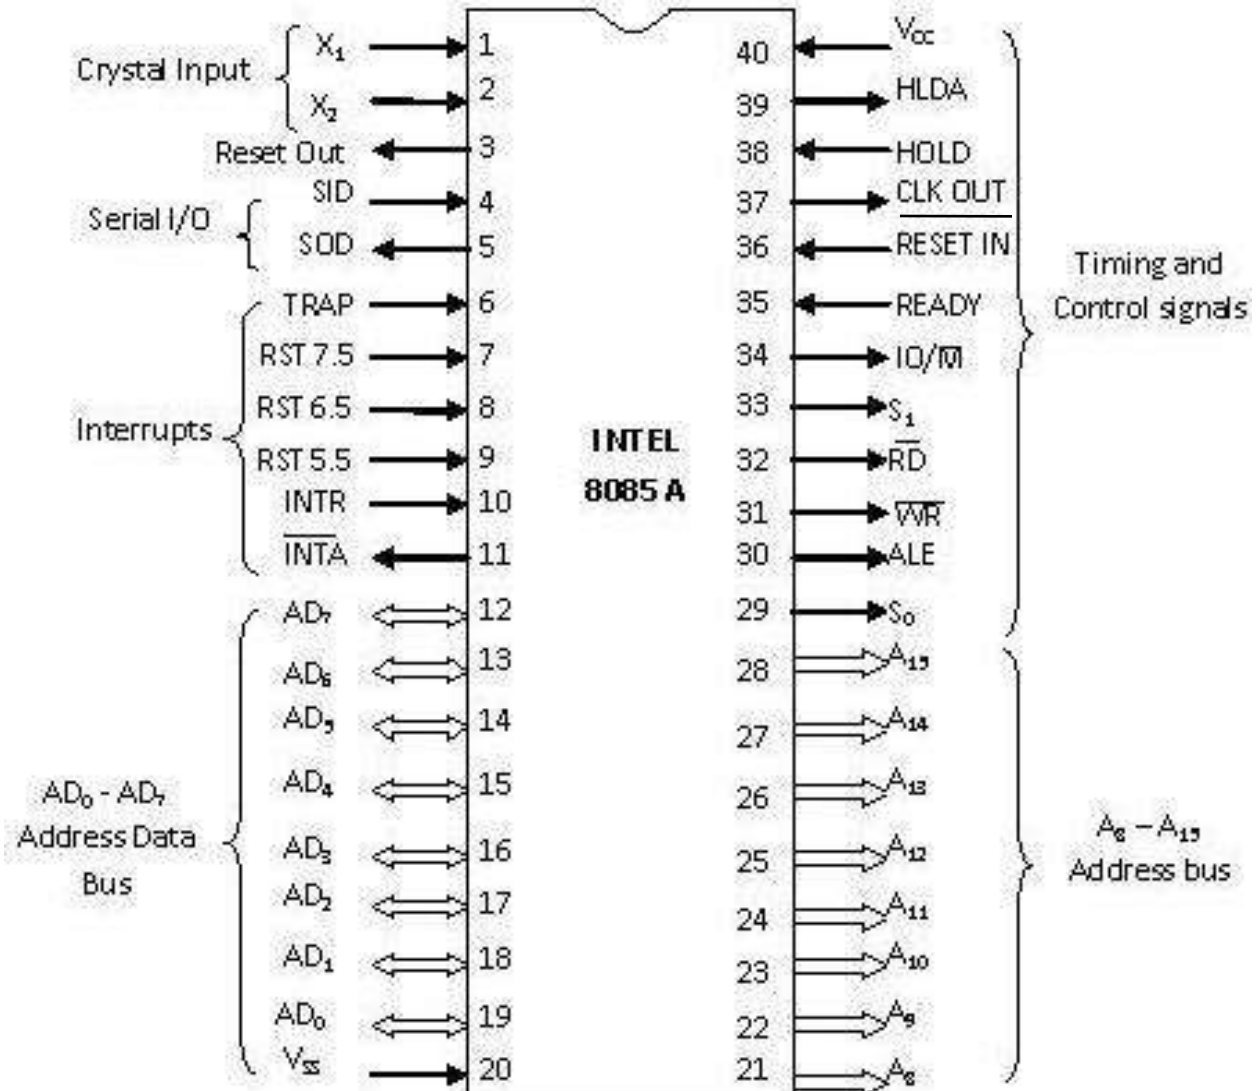 Crystal Input
X₁
1
X₂
2
Reset Out
3
Serial I/O
SID
4
SOD
5
Interrupts
TRAP
6
RST 7.5
7
RST 6.5
8
RST 5.5
9
INTR
10
INTA
11
AD₀ - AD₇
Address Data
Bus
AD₇
12
AD₆
13
AD₅
14
AD₄
15
AD₃
16
AD₂
17
AD₁
18
AD₀
19
Vss
20
INTEL
8085 A
40
Vcc
39
HLDA
38
HOLD
37
CLK OUT
36
RESET IN
35
READY
34
IO/M
33
S₁
32
RD
31
WR
30
ALE
29
S₀
Timing and
Control signals
28
A₁₅
27
A₁₄
26
A₁₃
25
A₁₂
24
A₁₁
23
A₁₀
22
A₉
21
A₈
A₈ – A₁₅
Address bus